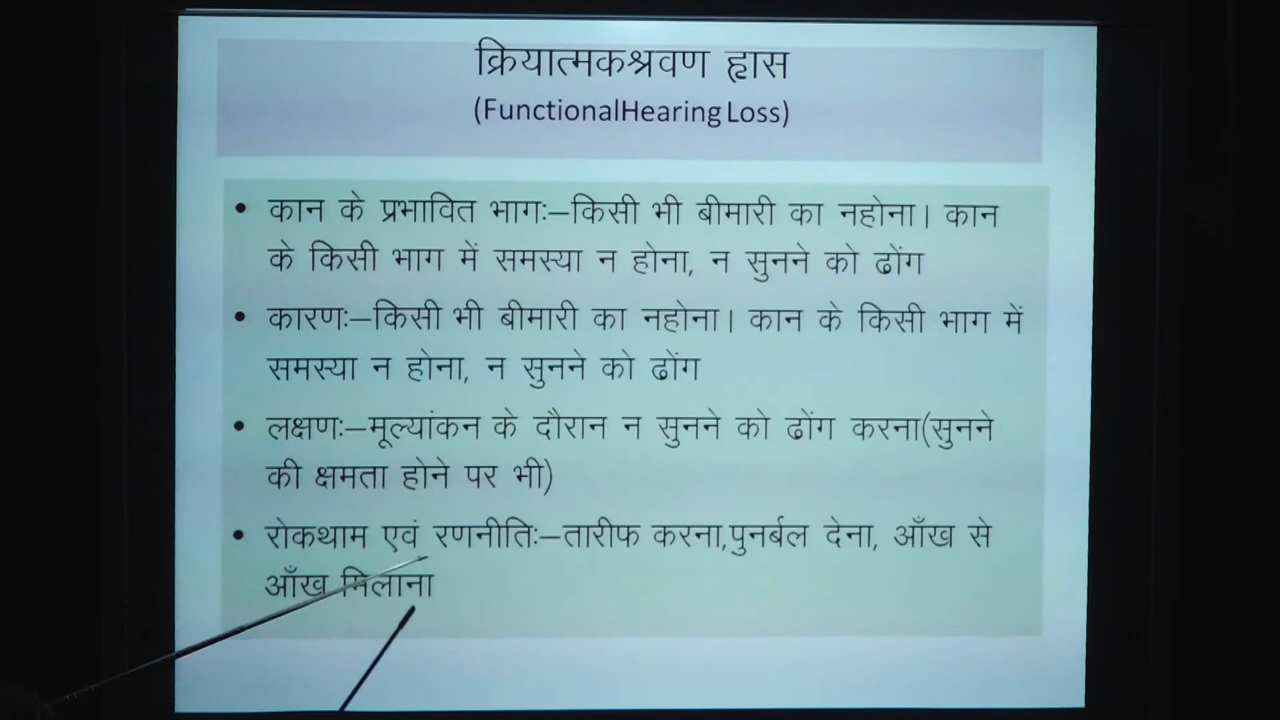 क्रियात्मकश्रवण ह्रास
(FunctionalHearing Loss)
• कान के प्रभावित भागः–किसी भी बीमारी का नहोना। कान
के किसी भाग में समस्या न होना, न सुनने को ढोंग
• कारणः–किसी भी बीमारी का नहोना। कान के किसी भाग में
समस्या न होना, न सुनने को ढोंग
• लक्षणः–मूल्यांकन के दौरान न सुनने को ढोंग करना(सुनने
की क्षमता होने पर भी)
• रोकथाम एवं रणनीतिः–तारीफ करना,पुनर्बल देना, आँख से
आँख मिलाना